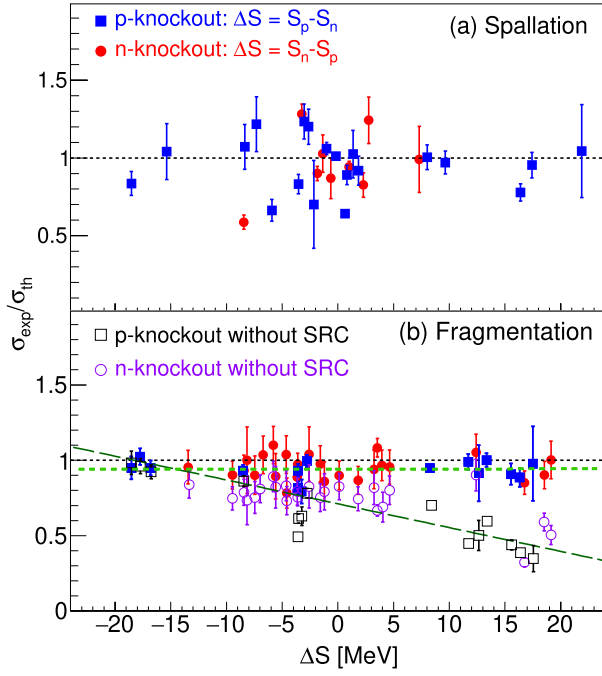 p-knockout: ΔS = Sp-Sn
(a) Spallation
n-knockout: ΔS = Sn-Sp
1.5
1
0.5
σexp/σth
p-knockout without SRC
(b) Fragmentation
n-knockout without SRC
1.5
1
0.5
0
−20 −15 −10 −5 0 5 10 15 20
ΔS [MeV]